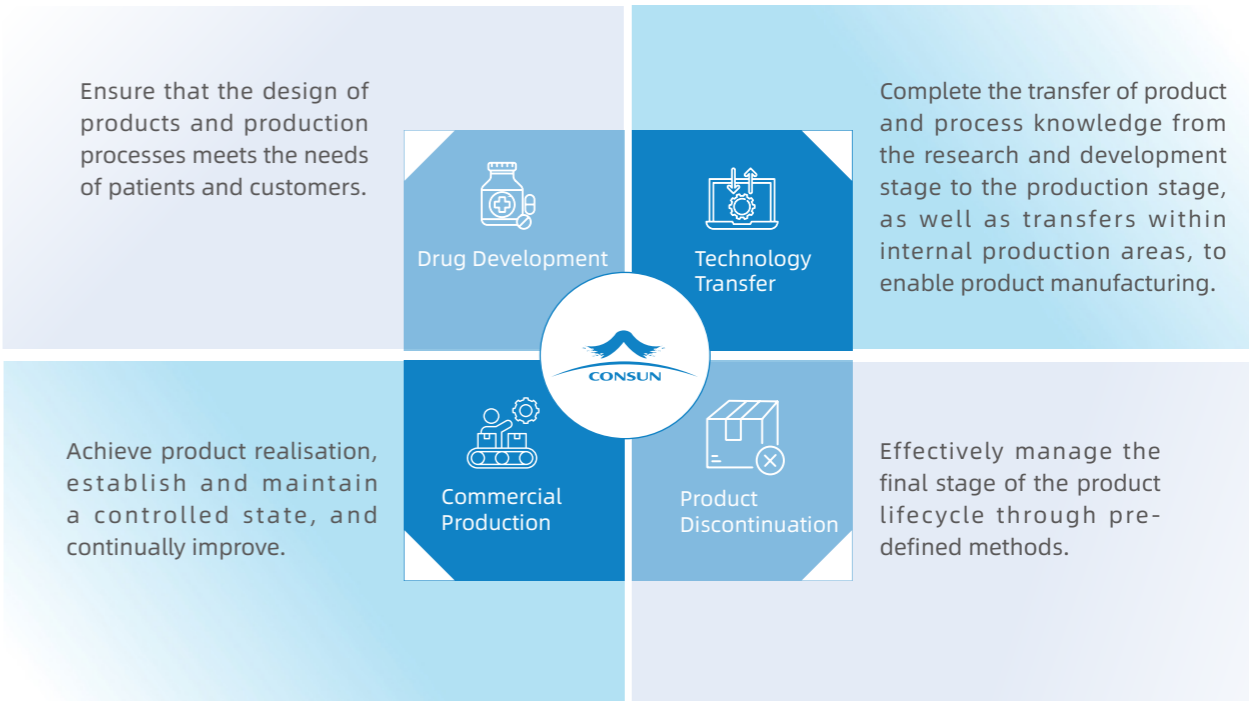 Ensure that the design of
products and production
processes meets the needs
of patients and customers.
Drug Development
Technology
Transfer
Complete the transfer of product
and process knowledge from
the research and development
stage to the production stage,
as well as transfers within
internal production areas, to
enable product manufacturing.
CONSUN
Achieve product realisation,
establish and maintain
a controlled state, and
continually improve.
Commercial
Production
Product
Discontinuation
Effectively manage the
final stage of the product
lifecycle through pre-
defined methods.